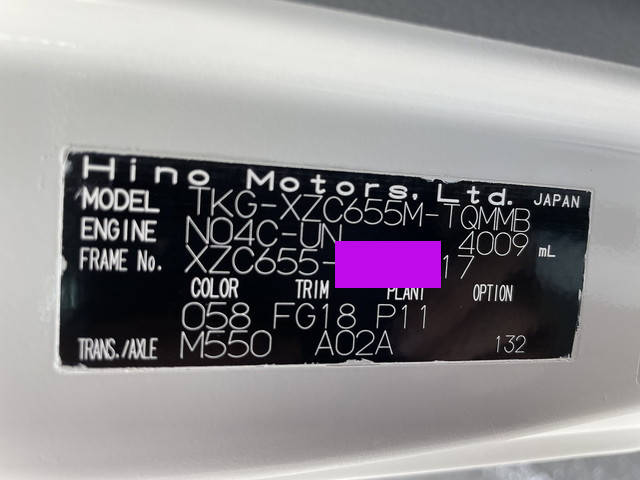 Hino Motors, Ltd. JAPAN
MODEL TKG-XZC655M-TQMMB
ENGINE N04C-UN 4009 mL
FRAME No. XZC655- 17
COLOR TRIM PLANT OPTION
058 FG18 P11
TRANS./AXLE M550 A02A 132